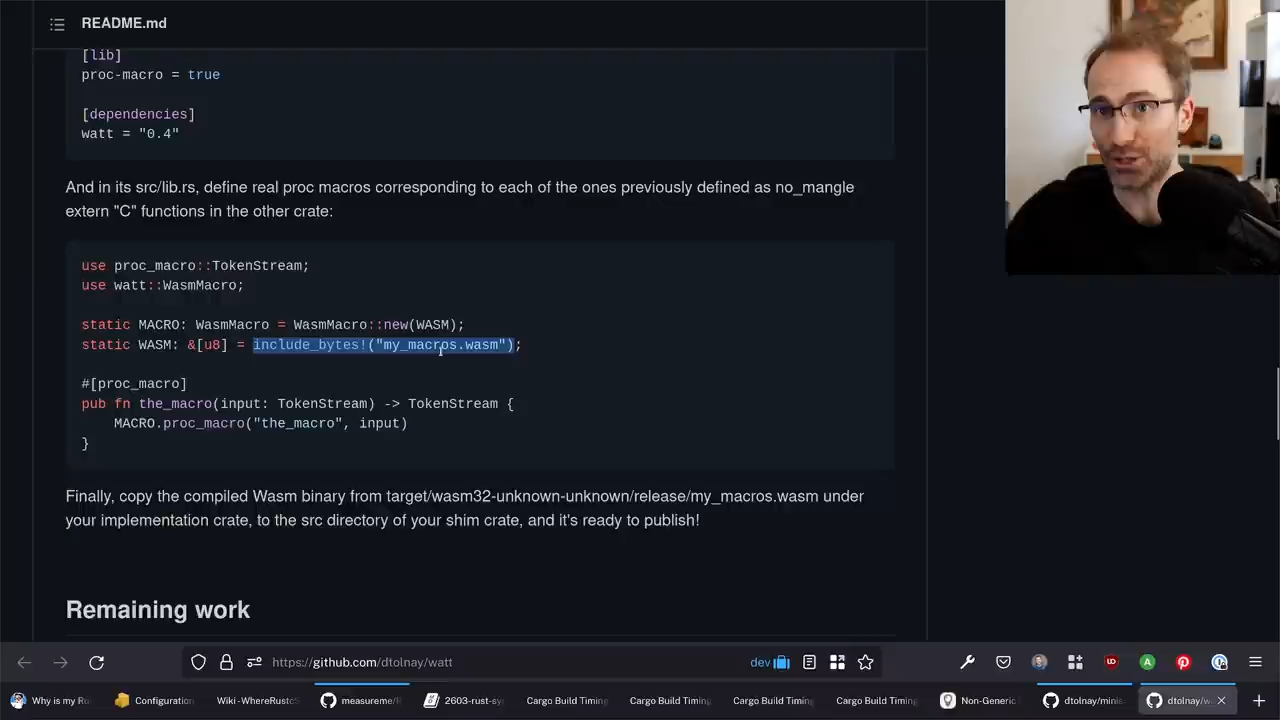 README.md
[lib]
proc-macro = true
[dependencies]
watt = "0.4"
And in its src/lib.rs, define real proc macros corresponding to each of the ones previously defined as no_mangle
extern "C" functions in the other crate:
use proc_macro::TokenStream;
use watt::WasmMacro;
static MACRO: WasmMacro = WasmMacro::new(WASM);
static WASM: &[u8] = include_bytes!("my_macros.wasm");
#[proc_macro]
pub fn the_macro(input: TokenStream) -> TokenStream {
MACRO.proc_macro("the_macro", input)
}
Finally, copy the compiled Wasm binary from target/wasm32-unknown-unknown/release/my_macros.wasm under
your implementation crate, to the src directory of your shim crate, and it's ready to publish!
Remaining work
https://github.com/dtolnay/watt
dev
Why is my Ro
Configuration
Wiki-WhereRustcS
measureme/
2603-rust-sy
Cargo Build Timing
Cargo Build Timing
Cargo Build Timin
Cargo Build Timing
Non-Generic
dtolnay/mini
dtolnay/w